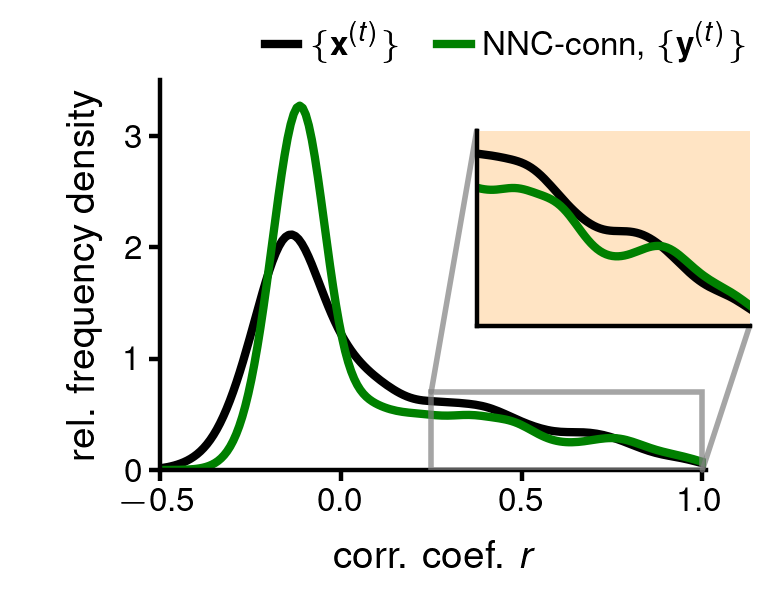 {x^(t)} NNC-conn, {y^(t)}
rel. frequency density
3
2
1
0
−0.5 0.0 0.5 1.0
corr. coef. r